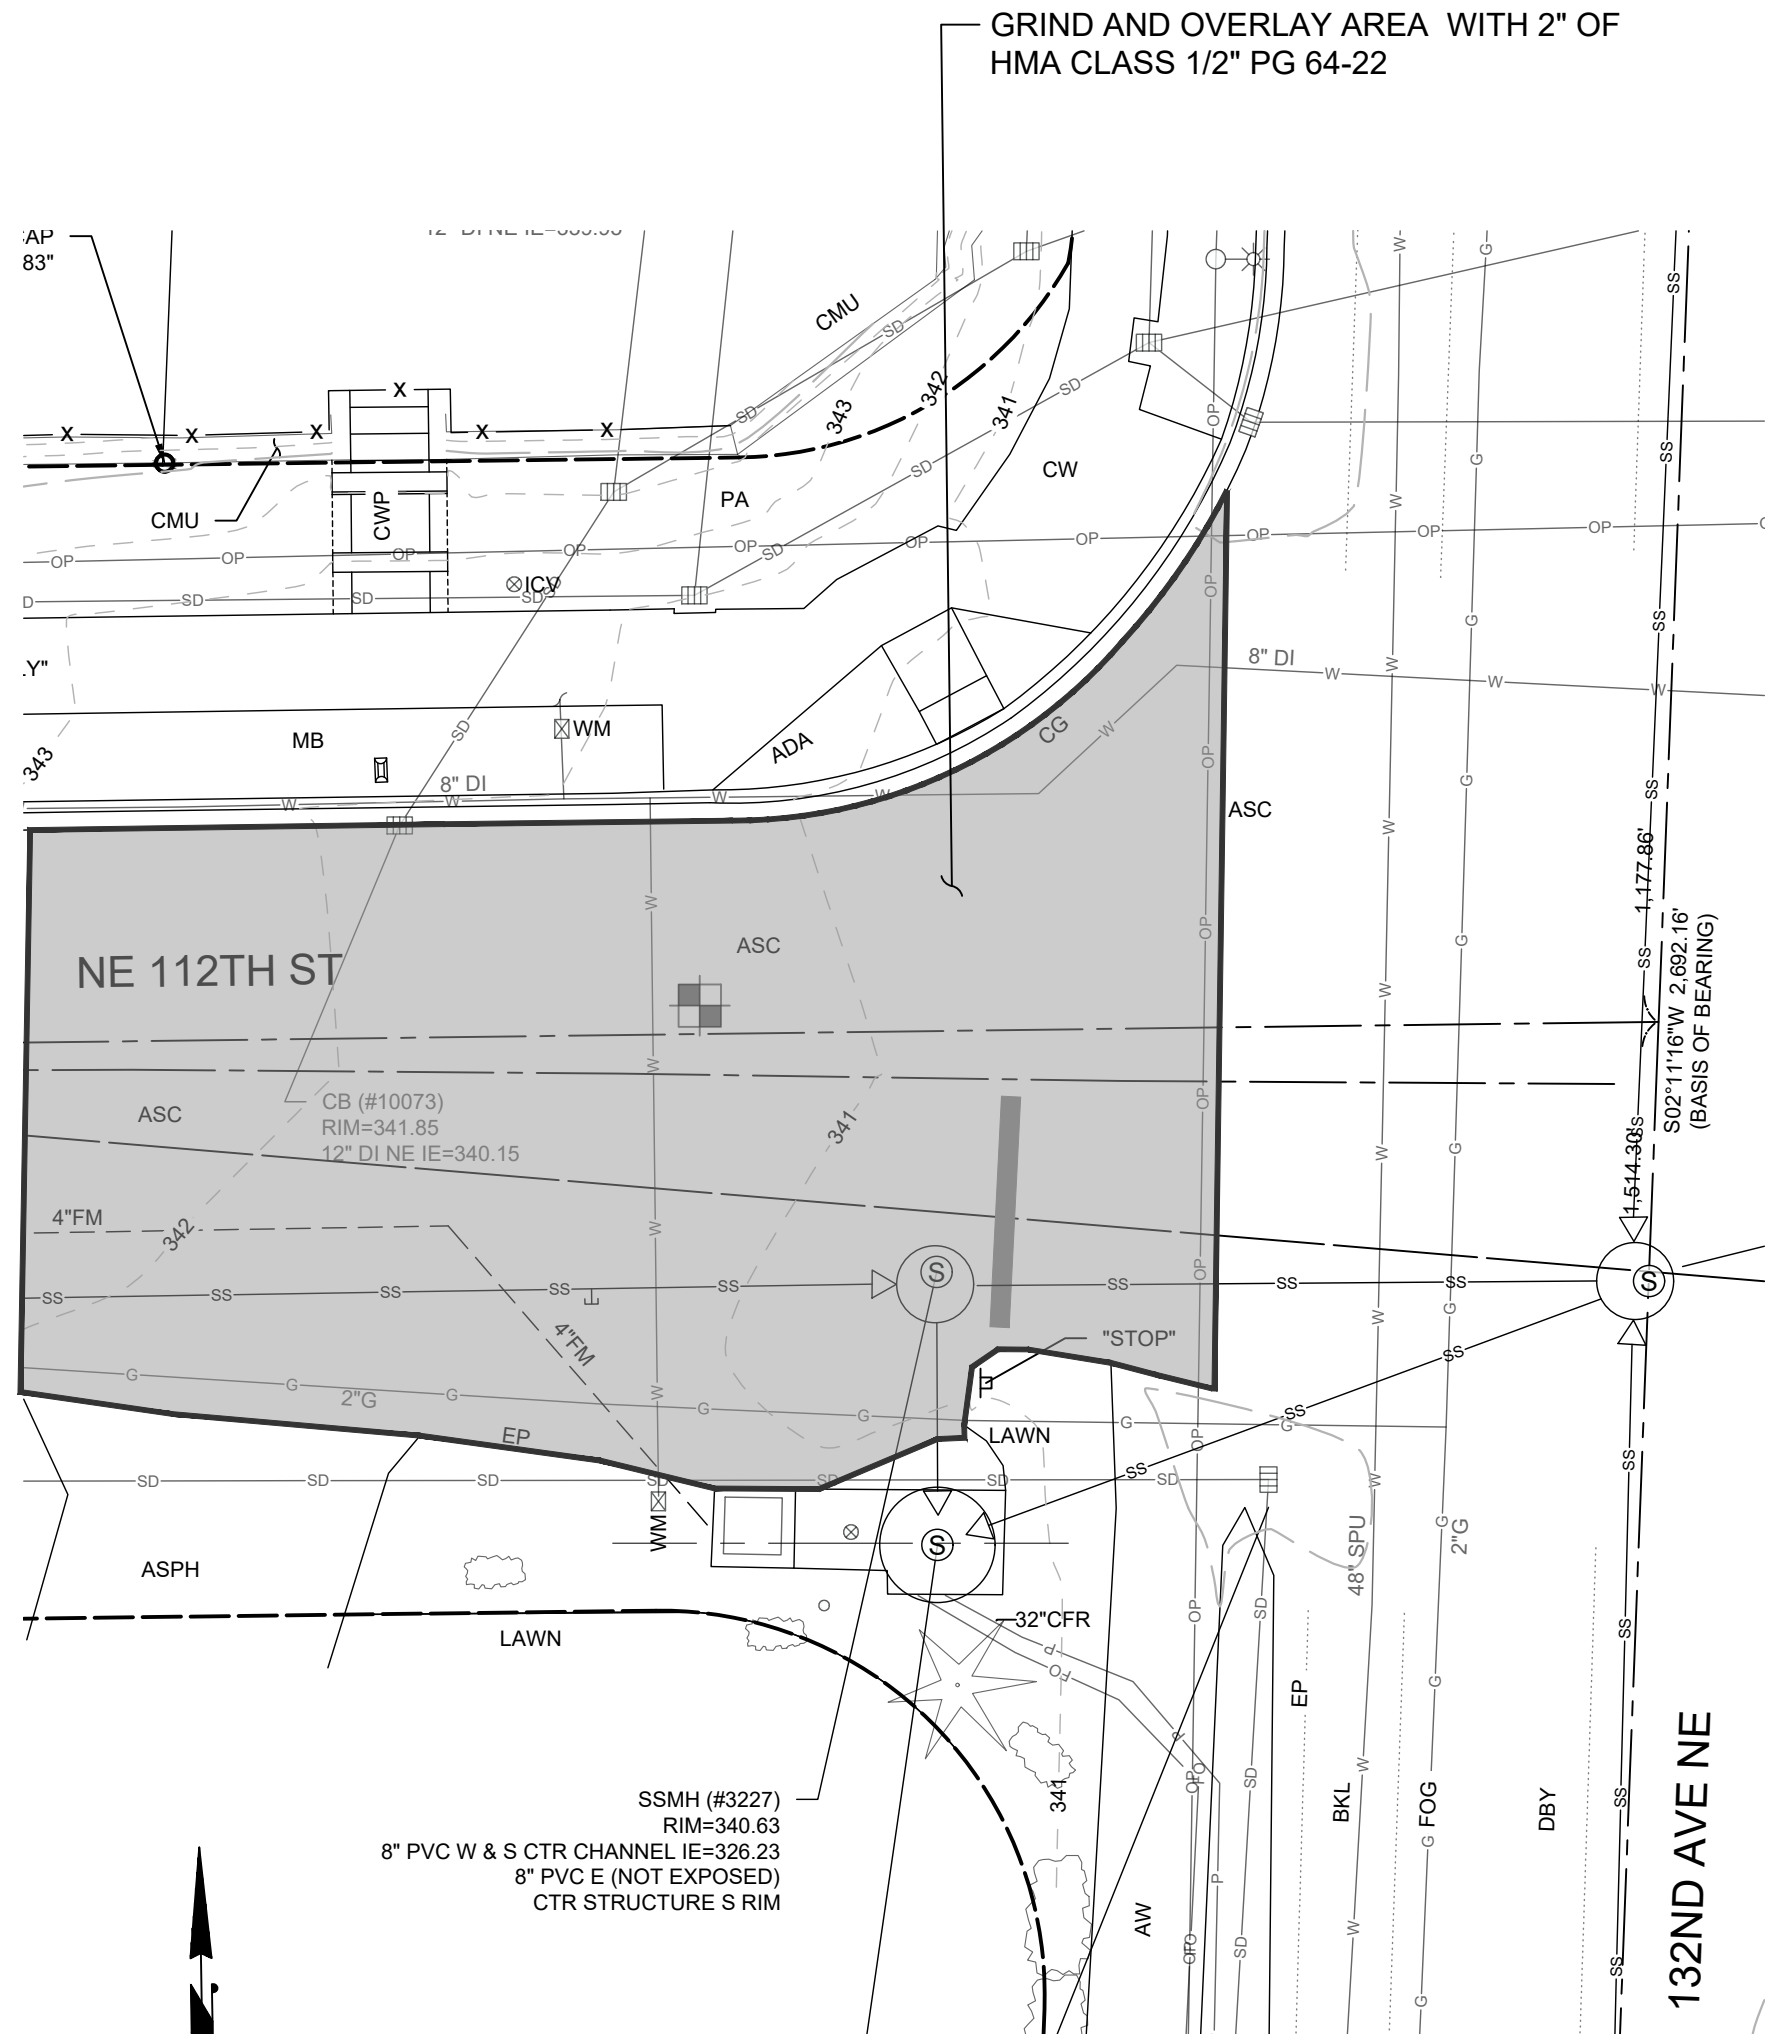 GRIND AND OVERLAY AREA WITH 2" OF
HMA CLASS 1/2" PG 64-22
83"
CMU
SD
X
343
342
341
SD
CW
CMU
CWP
PA
OP
ICV
SD
8" DI
W
MB
WM
ADA
CG
343
8" DI
ASC
ASC
NE 112TH ST
1,177.86'
S02°11'16"W 2,692.16'
(BASIS OF BEARING)
ASC
CB (#10073)
RIM=341.85
12" DI NE IE=340.15
341
1,514.30'
4"FM
342
S
S
SS
4"FM
"STOP"
2"G
G
EP
LAWN
SD
WM
S
48" SPU
2"G
ASPH
32"CFR
LAWN
P
FO
EP
341
BKL
FOG
DBY
SSMH (#3227)
RIM=340.63
8" PVC W & S CTR CHANNEL IE=326.23
8" PVC E (NOT EXPOSED)
CTR STRUCTURE S RIM
AW
132ND AVE NE